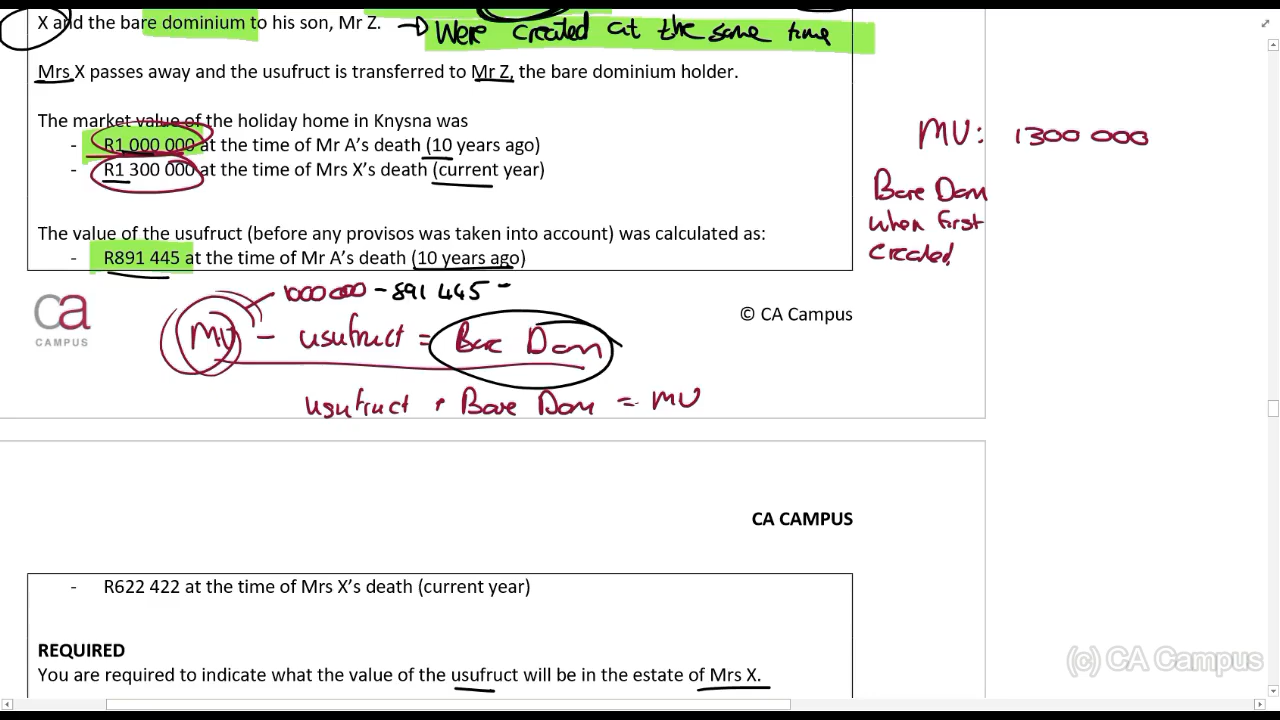 X and the bare dominium to his son, Mr Z. → Were created at the same time
Mrs X passes away and the usufruct is transferred to Mr Z, the bare dominium holder.
The market value of the holiday home in Knysna was
- R1 000 000 at the time of Mr A's death (10 years ago)
- R1 300 000 at the time of Mrs X's death (current year)
MV: 1300 000
Bare Dom
when first
created
The value of the usufruct (before any provisos was taken into account) was calculated as:
- R891 445 at the time of Mr A's death (10 years ago)
1000 000 - 891 445 =
ca
CAMPUS
© CA Campus
MV - usufruct = Bare Dom
usufruct + Bare Dom = MV
CA CAMPUS
- R622 422 at the time of Mrs X's death (current year)
REQUIRED
You are required to indicate what the value of the usufruct will be in the estate of Mrs X.
(c) CA Campus